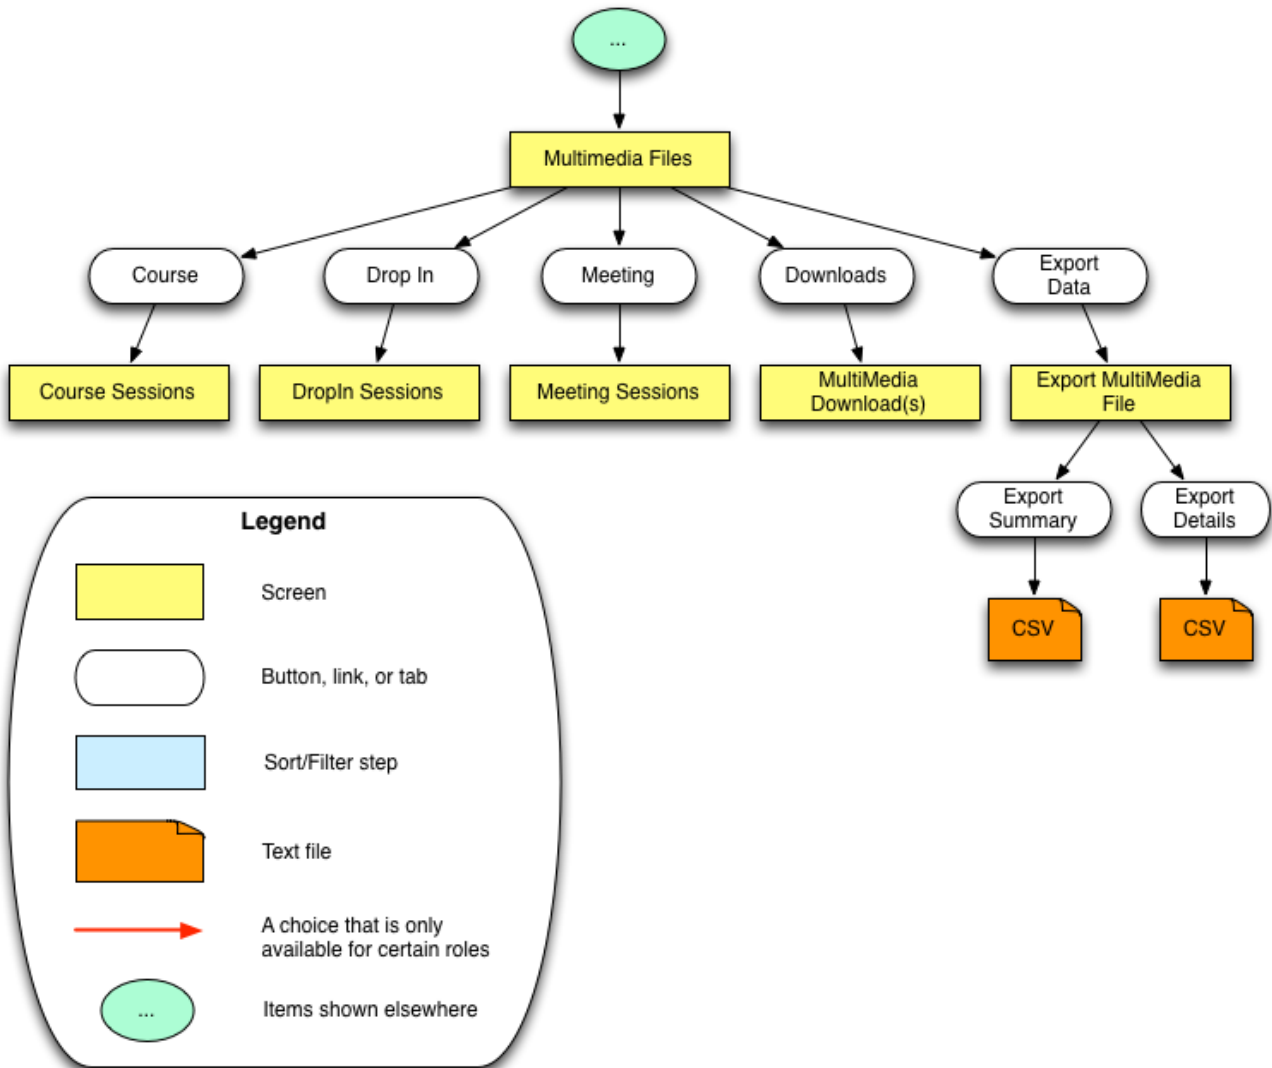 ...
Multimedia Files
Course
Drop In
Meeting
Downloads
Export
Data
Course Sessions
DropIn Sessions
Meeting Sessions
MultiMedia
Download(s)
Export MultiMedia
File
Export
Summary
Export
Details
CSV
CSV
Legend
Screen
Button, link, or tab
Sort/Filter step
Text file
A choice that is only
available for certain roles
...
Items shown elsewhere